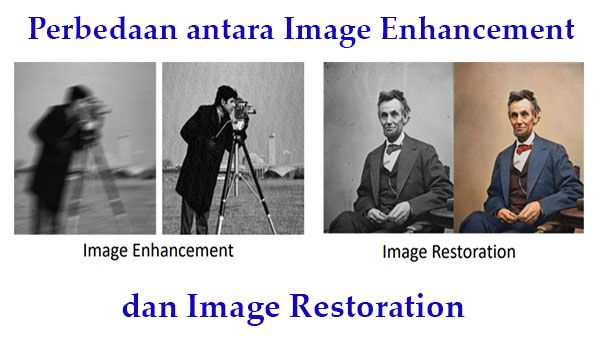 Perbedaan antara Image Enhancement
Image Enhancement
Image Restoration
dan Image Restoration